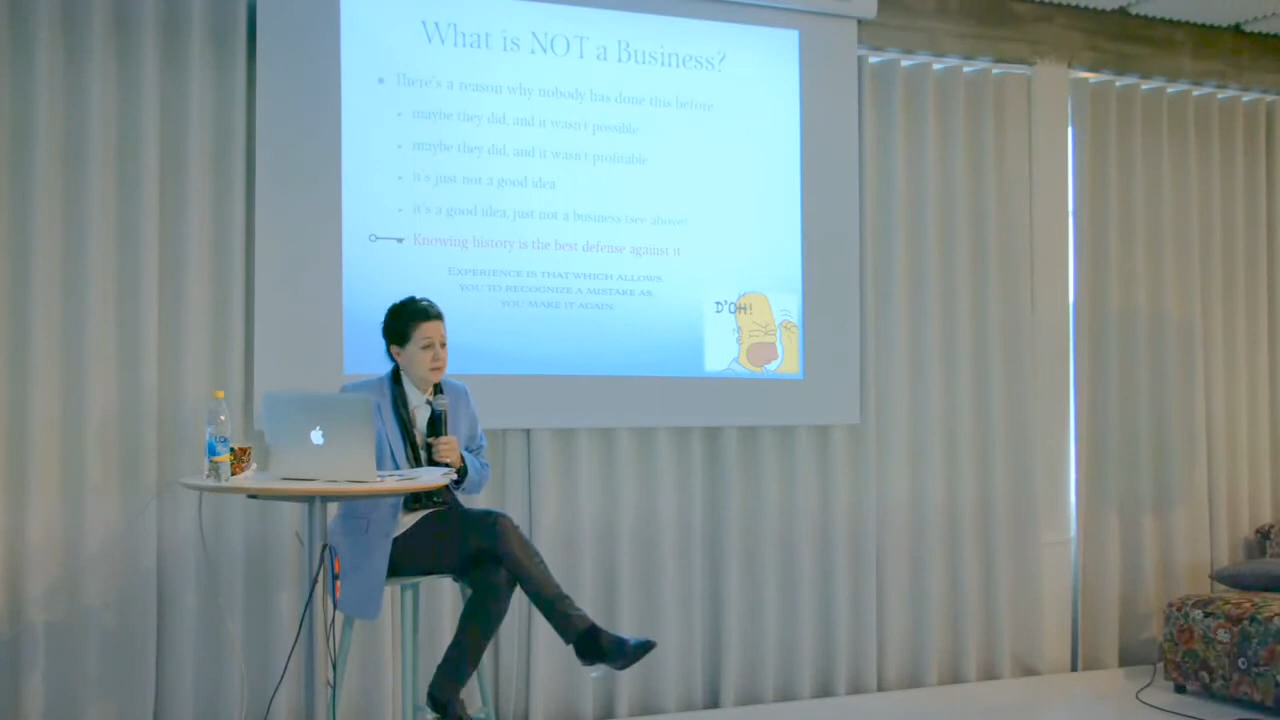 What is NOT a Business?
There's a reason why nobody has done this before
maybe they did, and it wasn't possible
maybe they did, and it wasn't profitable
it's just not a good idea
it's a good idea, just not a business (see above)
Knowing history is the best defense against it
EXPERIENCE IS THAT WHICH ALLOWS
YOU TO RECOGNIZE A MISTAKE AS
YOU MAKE IT AGAIN
D'OH!